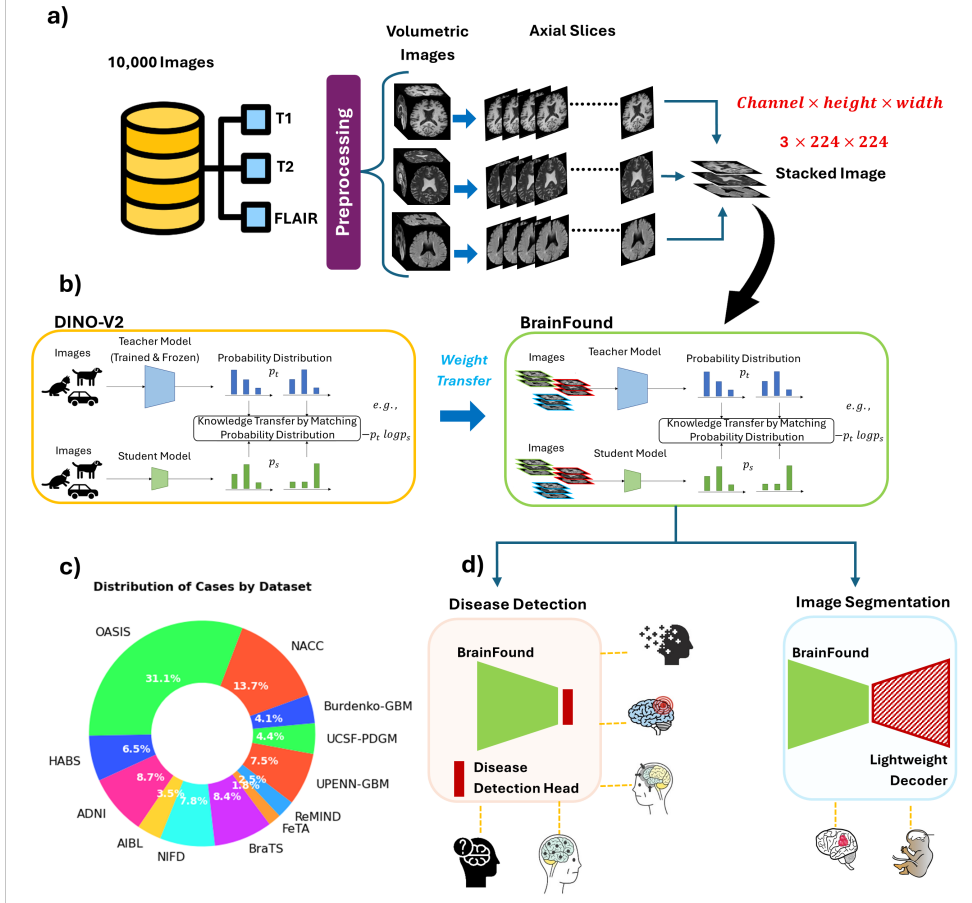 a)
10,000 Images
T1
T2
FLAIR
Preprocessing
Volumetric
Images
Axial Slices
Channel × height × width
3 × 224 × 224
Stacked Image
b)
DINO-V2
Images
Teacher Model
(Trained & Frozen)
Probability Distribution
p_t
Knowledge Transfer by Matching
Probability Distribution
e.g.,
−p_t logp_s
Images
Student Model
p_s
Weight
Transfer
BrainFound
Images
Teacher Model
Probability Distribution
p_t
Knowledge Transfer by Matching
Probability Distribution
e.g.,
−p_t logp_s
Images
Student Model
p_s
c)
Distribution of Cases by Dataset
OASIS
31.1%
NACC
13.7%
Burdenko-GBM
4.1%
UCSF-PDGM
4.4%
UPENN-GBM
7.5%
ReMIND
2.5%
FeTA
1.8%
BraTS
8.4%
NIFD
7.8%
AIBL
3.5%
ADNI
8.7%
HABS
6.5%
d)
Disease Detection
BrainFound
Disease
Detection Head
?
Image Segmentation
BrainFound
Lightweight
Decoder